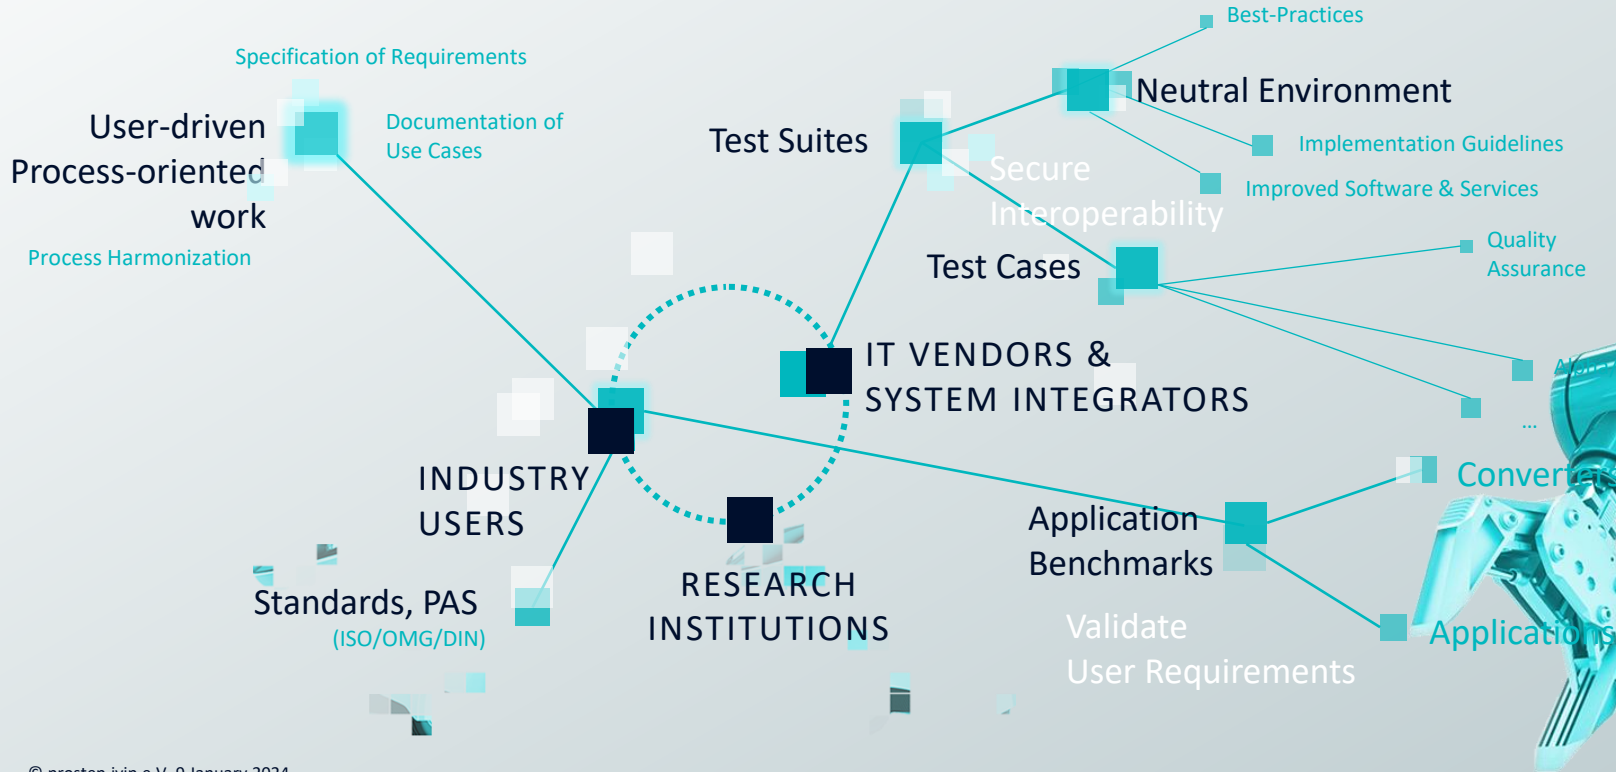 Best-Practices
Specification of Requirements
Neutral Environment
User-driven
Process-oriented
work
Documentation of
Use Cases
Test Suites
Implementation Guidelines
Secure
Interoperability
Improved Software & Services
Process Harmonization
Test Cases
Quality
Assurance
IT VENDORS &
SYSTEM INTEGRATORS
...
INDUSTRY
USERS
Converters
Application
Benchmarks
RESEARCH
INSTITUTIONS
Standards, PAS
(ISO/OMG/DIN)
Validate
User Requirements
Applications